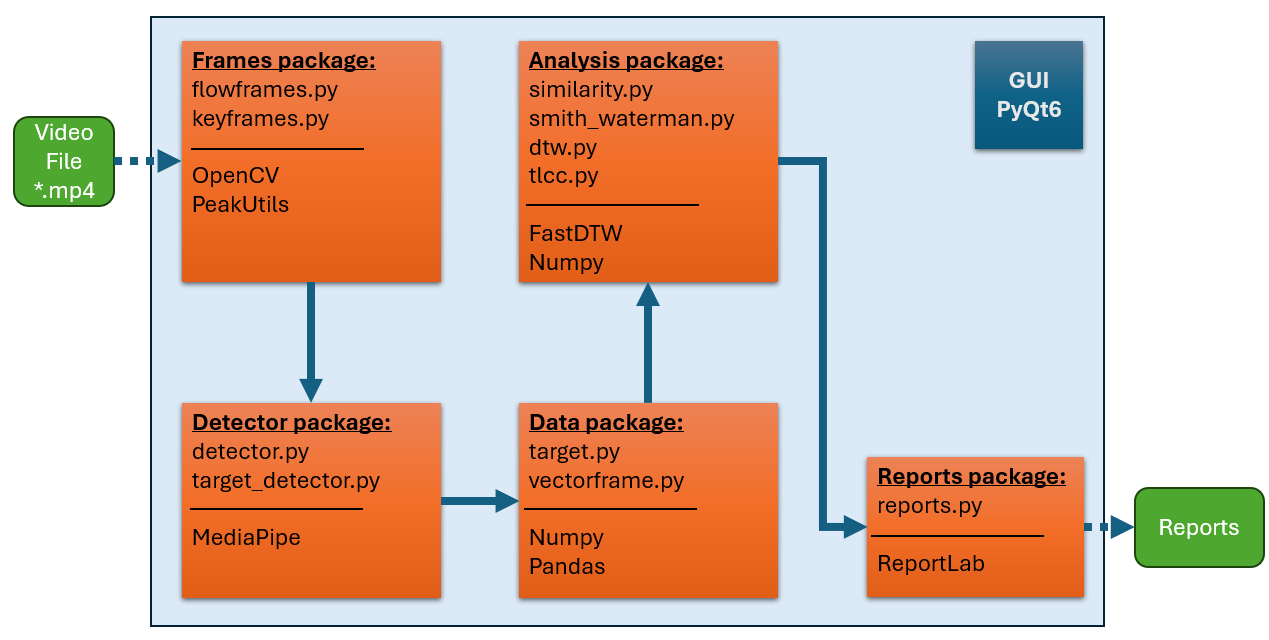 Video
File
*.mp4
Frames package:
flowframes.py
keyframes.py
OpenCV
PeakUtils
Detector package:
detector.py
target_detector.py
MediaPipe
Data package:
target.py
vectorframe.py
Numpy
Pandas
Analysis package:
similarity.py
smith_waterman.py
dtw.py
tlcc.py
FastDTW
Numpy
GUI
PyQt6
Reports package:
reports.py
ReportLab
Reports